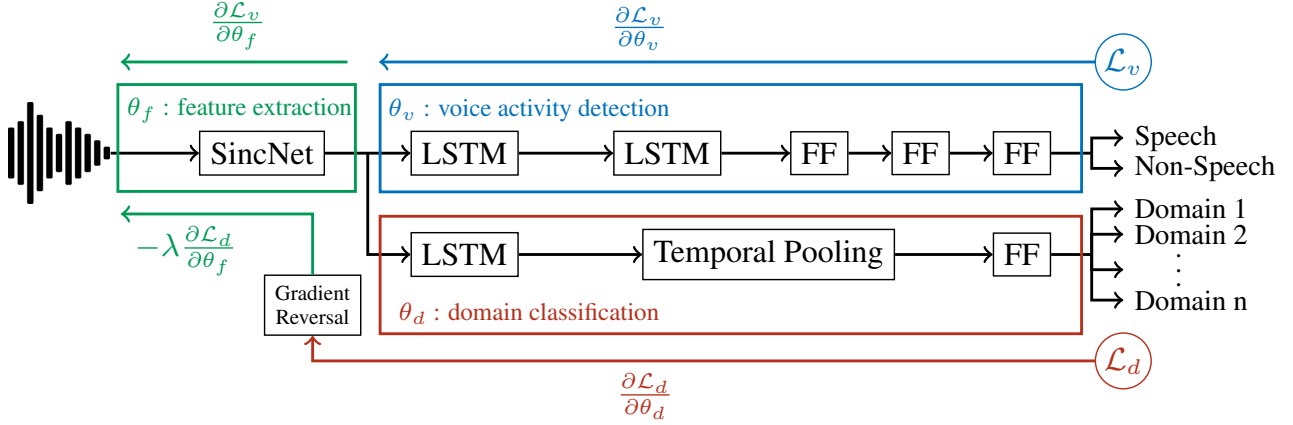 ∂ℒ_v / ∂θ_f
∂ℒ_v / ∂θ_v
ℒ_v
θ_f : feature extraction
θ_v : voice activity detection
SincNet
LSTM
LSTM
FF
FF
FF
Speech
Non-Speech
−λ ∂ℒ_d / ∂θ_f
LSTM
Temporal Pooling
FF
Domain 1
Domain 2
⋮
Domain n
Gradient
Reversal
θ_d : domain classification
ℒ_d
∂ℒ_d / ∂θ_d